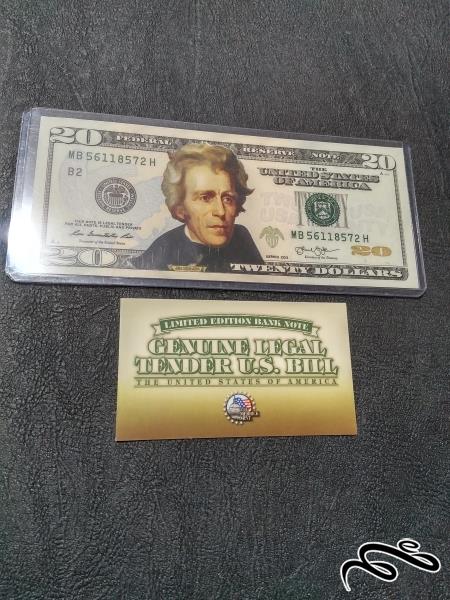 20 FEDERAL RESERVE NOTE 20
MB 56118572 H
THE
UNITED STATES
OF AMERICA
B2
THIS NOTE IS LEGAL TENDER
FOR ALL DEBTS, PUBLIC AND PRIVATE
MB 56118572 H
SERIES 2013
20
20 TWENTY DOLLARS
LIMITED EDITION BANK NOTE
GENUINE LEGAL
TENDER U.S. BILL
THE UNITED STATES OF AMERICA